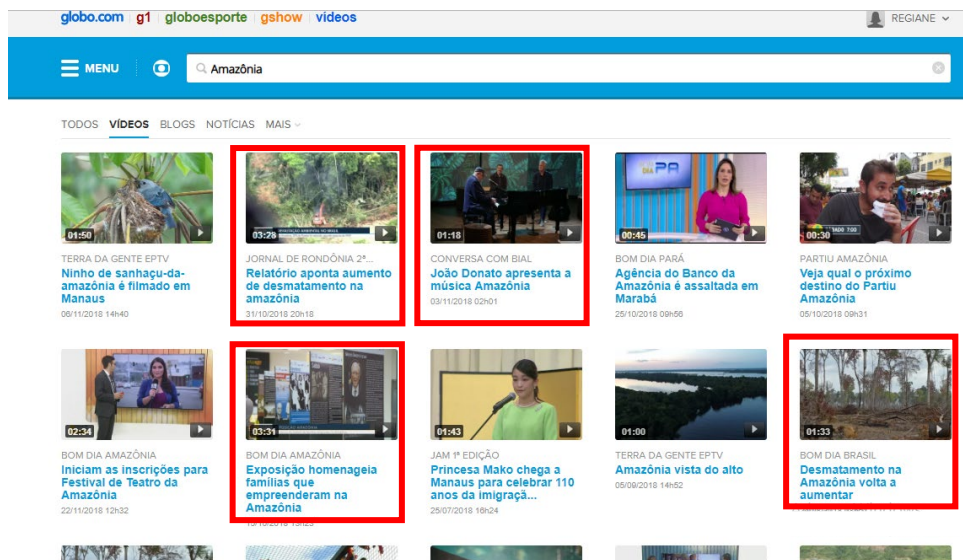 globo.com g1 globoesporte gshow videos REGIANE
MENU Amazônia
TODOS VÍDEOS BLOGS NOTÍCIAS MAIS
01:50
TERRA DA GENTE EPTV
Ninho de sanhaçu-da-
amazônia é filmado em
Manaus
06/11/2018 14h40
03:28
JORNAL DE RONDÔNIA 2ª...
Relatório aponta aumento
de desmatamento na
amazônia
31/10/2018 20h18
01:18
CONVERSA COM BIAL
João Donato apresenta a
música Amazônia
03/11/2018 02h01
PA
00:45
BOM DIA PARÁ
Agência do Banco da
Amazônia é assaltada em
Marabá
25/10/2018 09h56
00:30
PARTIU AMAZÔNIA
Veja qual o próximo
destino do Partiu
Amazônia
05/10/2018 09h31
02:34
BOM DIA AMAZÔNIA
Iniciam as inscrições para
Festival de Teatro da
Amazônia
22/11/2018 12h32
03:31
BOM DIA AMAZÔNIA
Exposição homenageia
famílias que
empreenderam na
Amazônia
01:43
JAM 1ª EDIÇÃO
Princesa Mako chega a
Manaus para celebrar 110
anos da imigraçã...
25/07/2018 16h24
01:00
TERRA DA GENTE EPTV
Amazônia vista do alto
05/09/2018 14h52
01:33
BOM DIA BRASIL
Desmatamento na
Amazônia volta a
aumentar